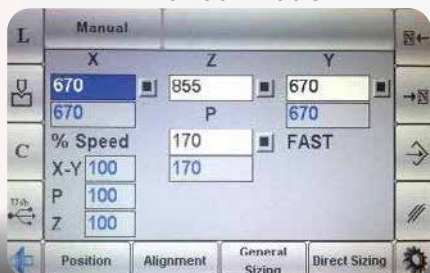 L Manual
X Z Y
670 855 670
670 P 670
% Speed 170 FAST
C X-Y 100 170
P 100
Usb
Z 100
Position Alignment General Sizing Direct Sizing